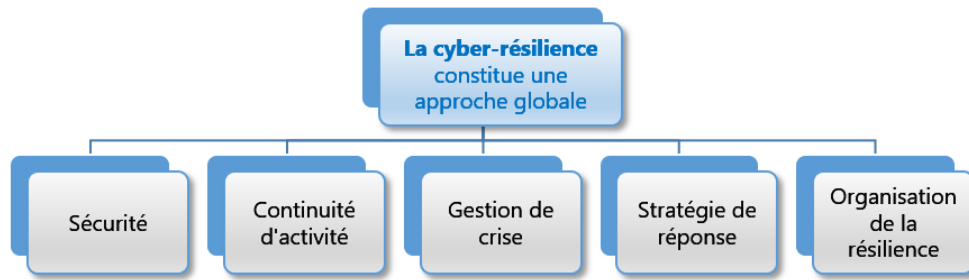 La cyber-résilience
constitue une
approche globale
Sécurité
Continuité
d'activité
Gestion de
crise
Stratégie de
réponse
Organisation
de la
résilience